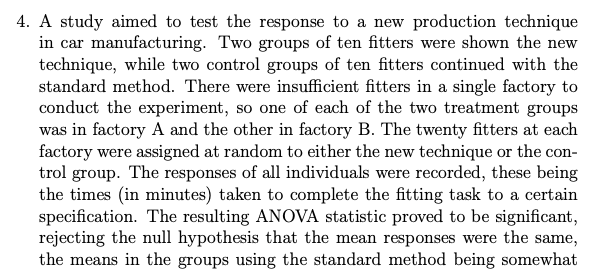 4. A study aimed to test the response to a new production technique
in car manufacturing. Two groups of ten fitters were shown the new
technique, while two control groups of ten fitters continued with the
standard method. There were insufficient fitters in a single factory to
conduct the experiment, so one of each of the two treatment groups
was in factory A and the other in factory B. The twenty fitters at each
factory were assigned at random to either the new technique or the con-
trol group. The responses of all individuals were recorded, these being
the times (in minutes) taken to complete the fitting task to a certain
specification. The resulting ANOVA statistic proved to be significant,
rejecting the null hypothesis that the mean responses were the same,
the means in the groups using the standard method being somewhat